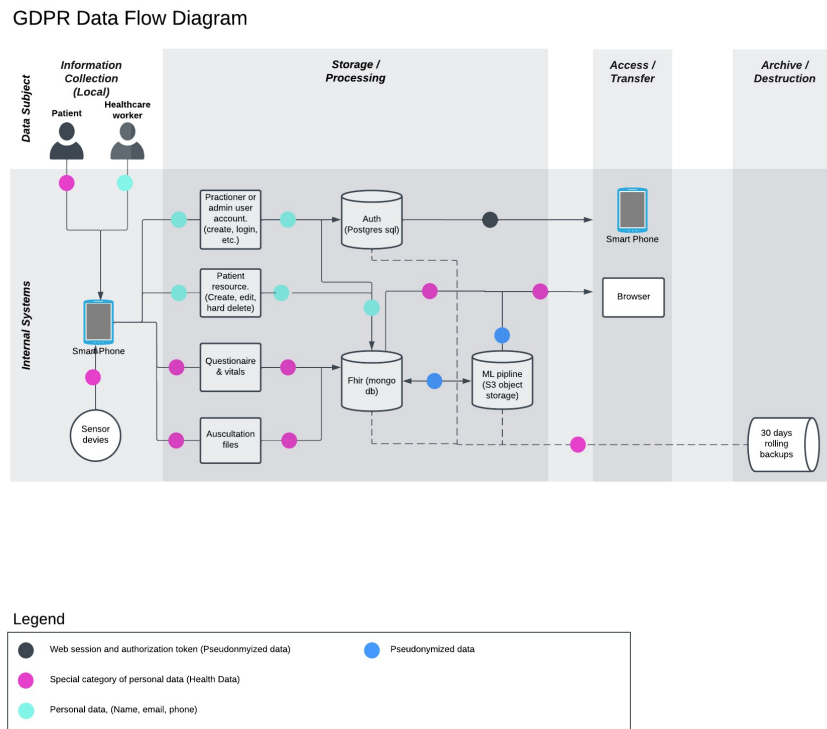 GDPR Data Flow Diagram
Data Subject
Information
Collection
(Local)
Storage /
Processing
Access /
Transfer
Archive /
Destruction
Patient
Healthcare
worker
Internal Systems
Practioner or
admin user
account.
(create, login,
etc.)
Auth
(Postgres sql)
Smart Phone
Patient
resource.
(Create, edit,
hard delete)
Browser
Smart Phone
Questionaire
& vitals
Fhir (mongo
db)
ML pipline
(S3 object
storage)
Sensor
devies
Auscultation
files
30 days
rolling
backups
Legend
Web session and authorization token (Pseudonmyized data)
Pseudonymized data
Special category of personal data (Health Data)
Personal data, (Name, email, phone)